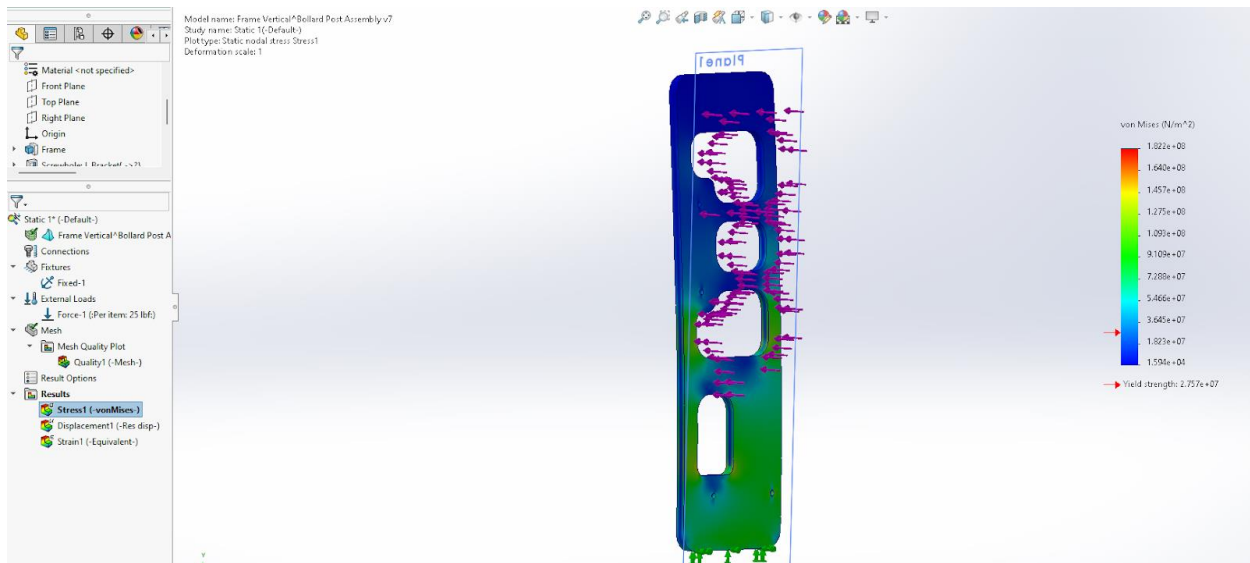 Model name: Frame Vertical^Bollard Post Assembly v7
Study name: Static 1(-Default-)
Plot type: Static nodal stress Stress1
Deformation scale: 1
Material <not specified>
Front Plane
Top Plane
Right Plane
Origin
Frame
Static 1* (-Default-)
Frame Vertical^Bollard Post A
Connections
Fixtures
Fixed-1
External Loads
Force-1 (:Per item: 25 lbf:)
Mesh
Mesh Quality Plot
Quality1 (-Mesh-)
Result Options
Results
Stress1 (-vonMises-)
Displacement1 (-Res disp-)
Strain1 (-Equivalent-)
Plane1
von Mises (N/m^2)
1.822e+08
1.640e+08
1.457e+08
1.275e+08
1.093e+08
9.109e+07
7.288e+07
5.466e+07
3.645e+07
1.823e+07
1.594e+04
Yield strength: 2.757e+07